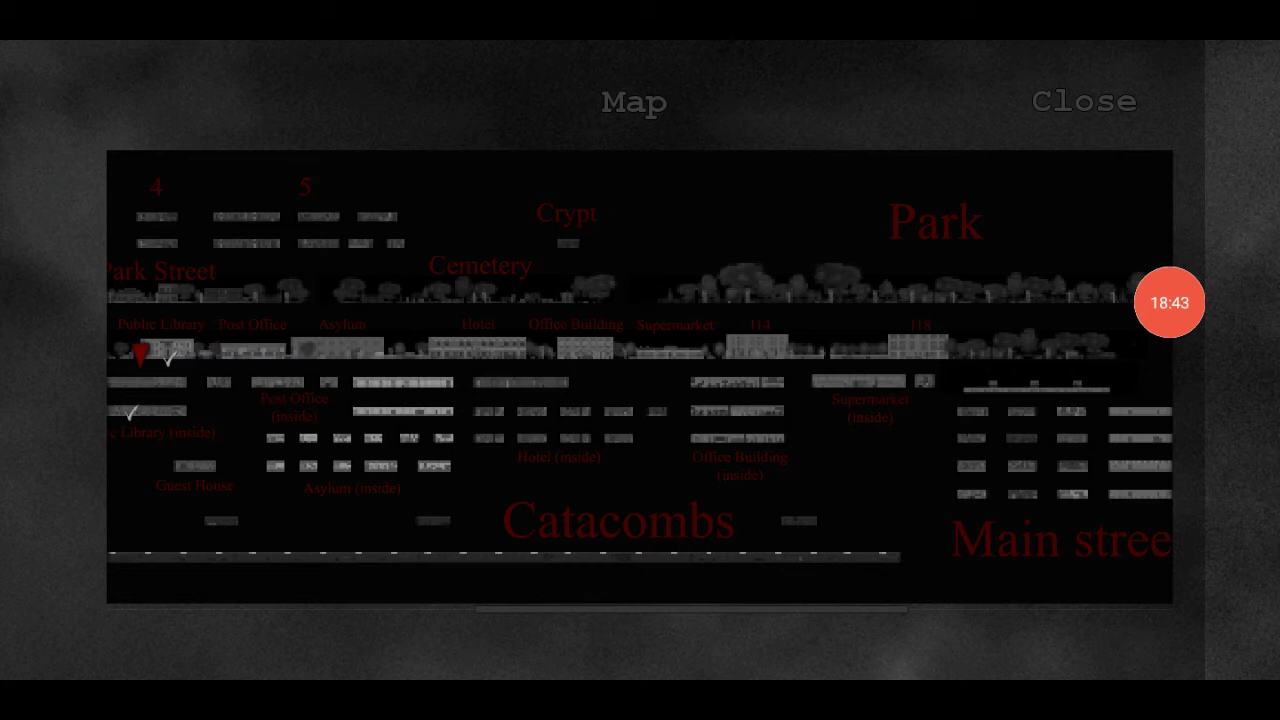 Map
Close
4
5
Crypt
Park
Park Street
Cemetery
Public Library
Post Office
Asylum
Hotel
Office Building
Supermarket
114
118
18:43
Post Office
(inside)
Supermarket
(inside)
c Library (inside)
Hotel (inside)
Office Building
(inside)
Guest House
Asylum (inside)
Catacombs
Main stree